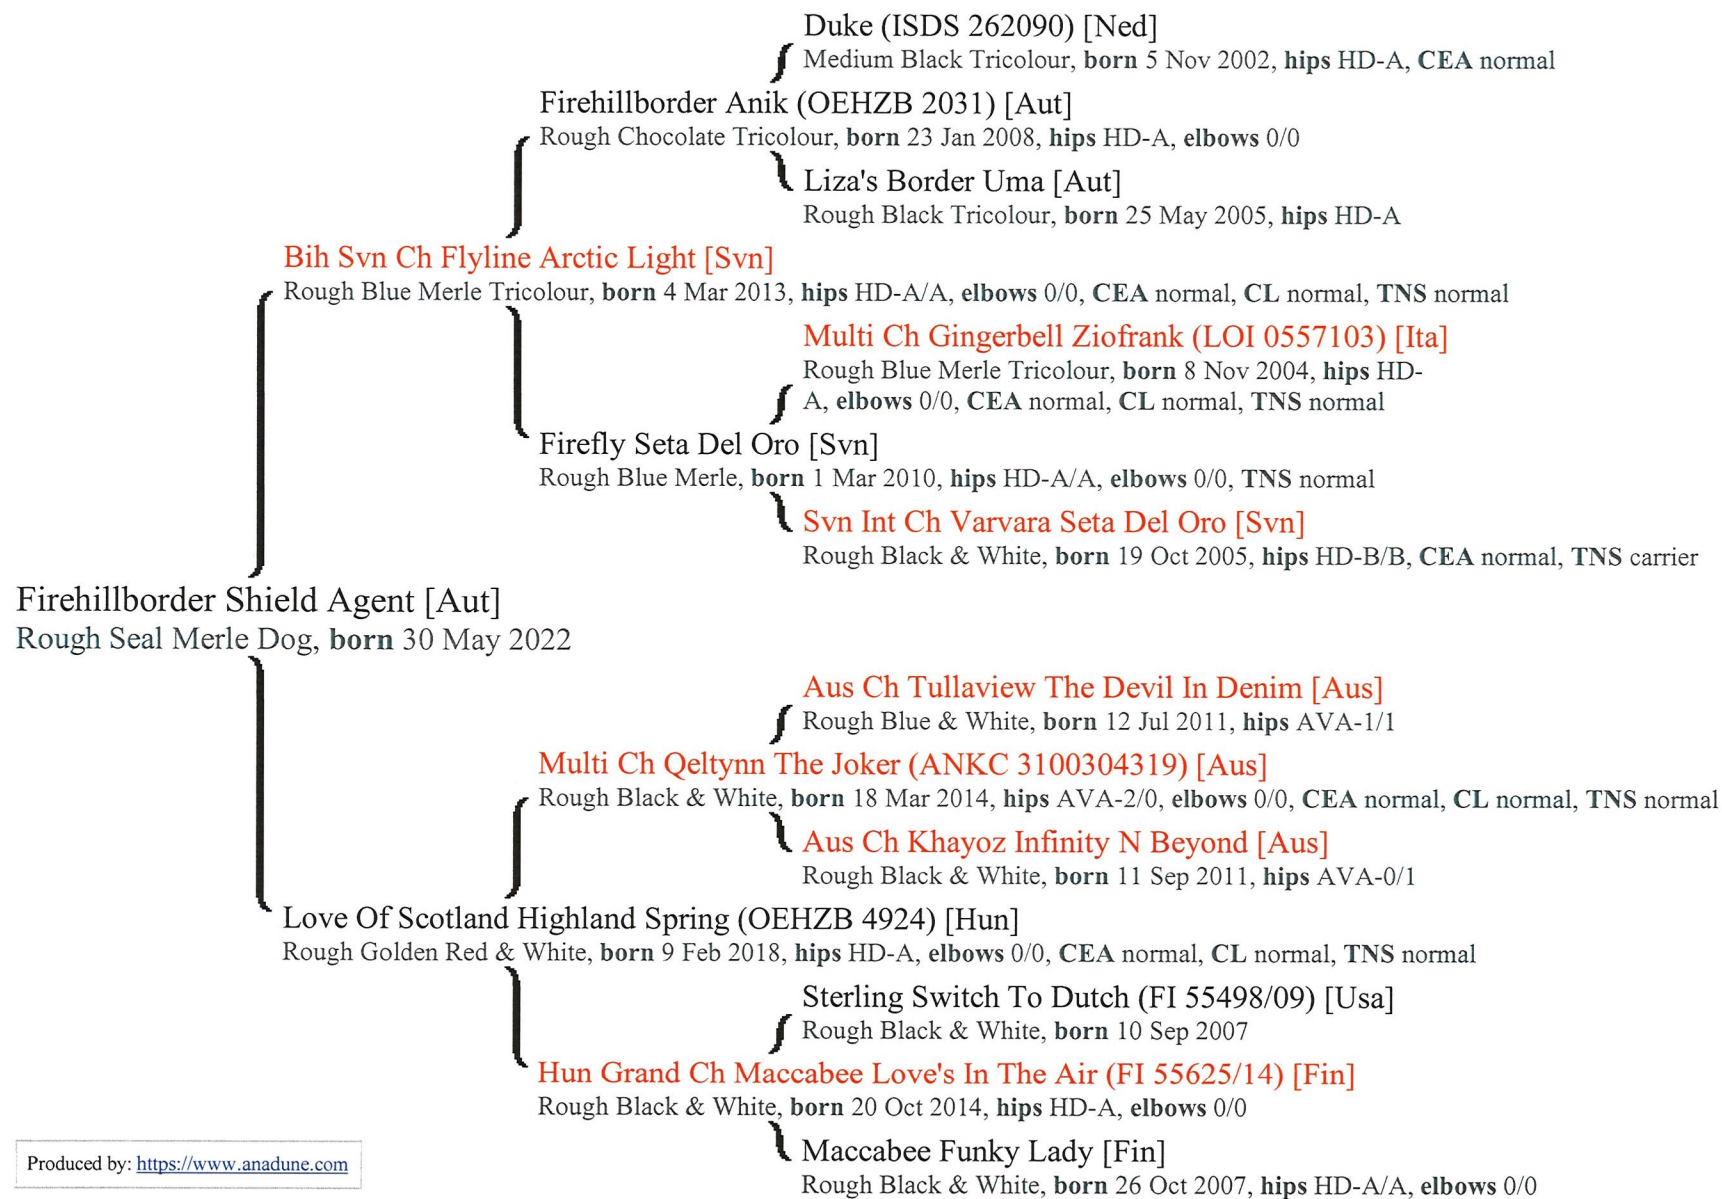 Duke (ISDS 262090) [Ned]
Medium Black Tricolour, born 5 Nov 2002, hips HD-A, CEA normal
Firehillborder Anik (OEHZB 2031) [Aut]
Rough Chocolate Tricolour, born 23 Jan 2008, hips HD-A, elbows 0/0
Liza's Border Uma [Aut]
Rough Black Tricolour, born 25 May 2005, hips HD-A
Bih Svn Ch Flyline Arctic Light [Svn]
Rough Blue Merle Tricolour, born 4 Mar 2013, hips HD-A/A, elbows 0/0, CEA normal, CL normal, TNS normal
Multi Ch Gingerbell Ziofrank (LOI 0557103) [Ita]
Rough Blue Merle Tricolour, born 8 Nov 2004, hips HD-
A, elbows 0/0, CEA normal, CL normal, TNS normal
Firefly Seta Del Oro [Svn]
Rough Blue Merle, born 1 Mar 2010, hips HD-A/A, elbows 0/0, TNS normal
Svn Int Ch Varvara Seta Del Oro [Svn]
Rough Black & White, born 19 Oct 2005, hips HD-B/B, CEA normal, TNS carrier
Firehillborder Shield Agent [Aut]
Rough Seal Merle Dog, born 30 May 2022
Aus Ch Tullaview The Devil In Denim [Aus]
Rough Blue & White, born 12 Jul 2011, hips AVA-1/1
Multi Ch Qeltynn The Joker (ANKC 3100304319) [Aus]
Rough Black & White, born 18 Mar 2014, hips AVA-2/0, elbows 0/0, CEA normal, CL normal, TNS normal
Aus Ch Khayoz Infinity N Beyond [Aus]
Rough Black & White, born 11 Sep 2011, hips AVA-0/1
Love Of Scotland Highland Spring (OEHZB 4924) [Hun]
Rough Golden Red & White, born 9 Feb 2018, hips HD-A, elbows 0/0, CEA normal, CL normal, TNS normal
Sterling Switch To Dutch (FI 55498/09) [Usa]
Rough Black & White, born 10 Sep 2007
Hun Grand Ch Maccabee Love's In The Air (FI 55625/14) [Fin]
Rough Black & White, born 20 Oct 2014, hips HD-A, elbows 0/0
Maccabee Funky Lady [Fin]
Rough Black & White, born 26 Oct 2007, hips HD-A/A, elbows 0/0
Produced by: https://www.anadune.com